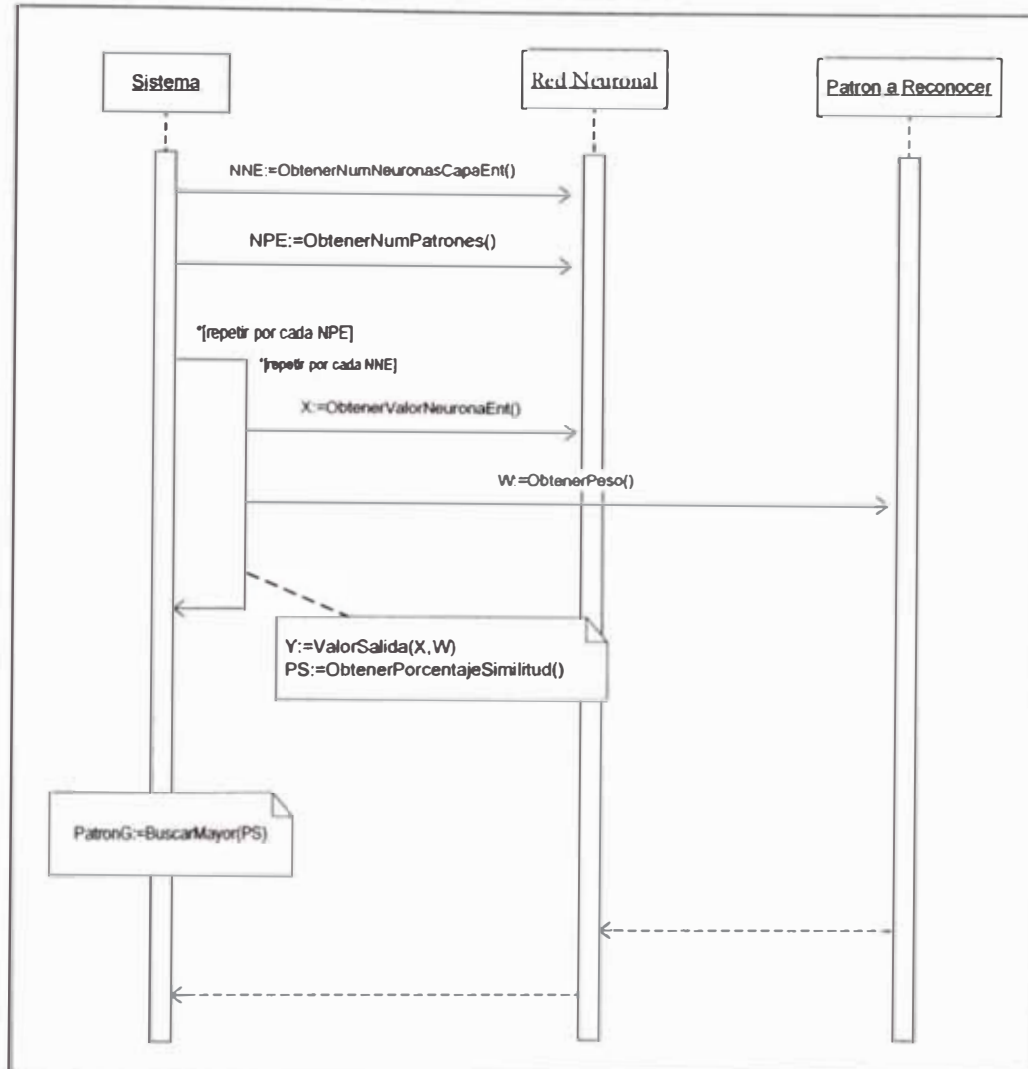 Sistema
Red Neuronal
Patron a Reconocer
NNE:=ObtenerNumNeuronasCapaEnt()
NPE:=ObtenerNumPatrones()
*[repetir por cada NPE]
*[repetir por cada NNE]
X:=ObtenerValorNeuronaEnt()
W:=ObtenerPeso()
Y:=ValorSalida(X,W)
PS:=ObtenerPorcentajeSimilitud()
PatronG:=BuscarMayor(PS)